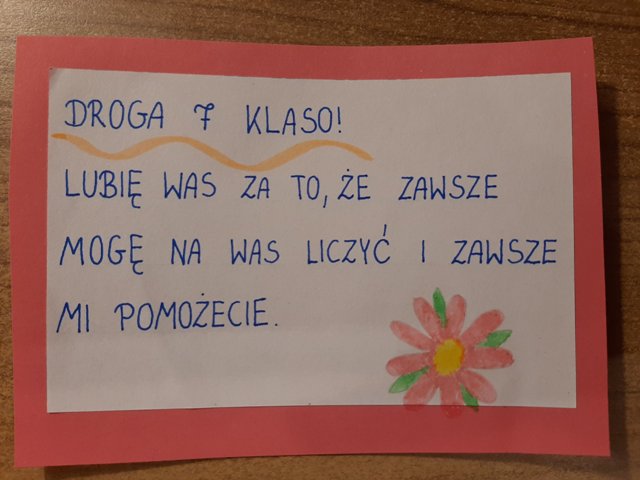 DROGA 7 KLASO!
LUBIĘ WAS ZA TO, ŻE ZAWSZE
MOGĘ NA WAS LICZYĆ I ZAWSZE
MI POMOŻECIE.